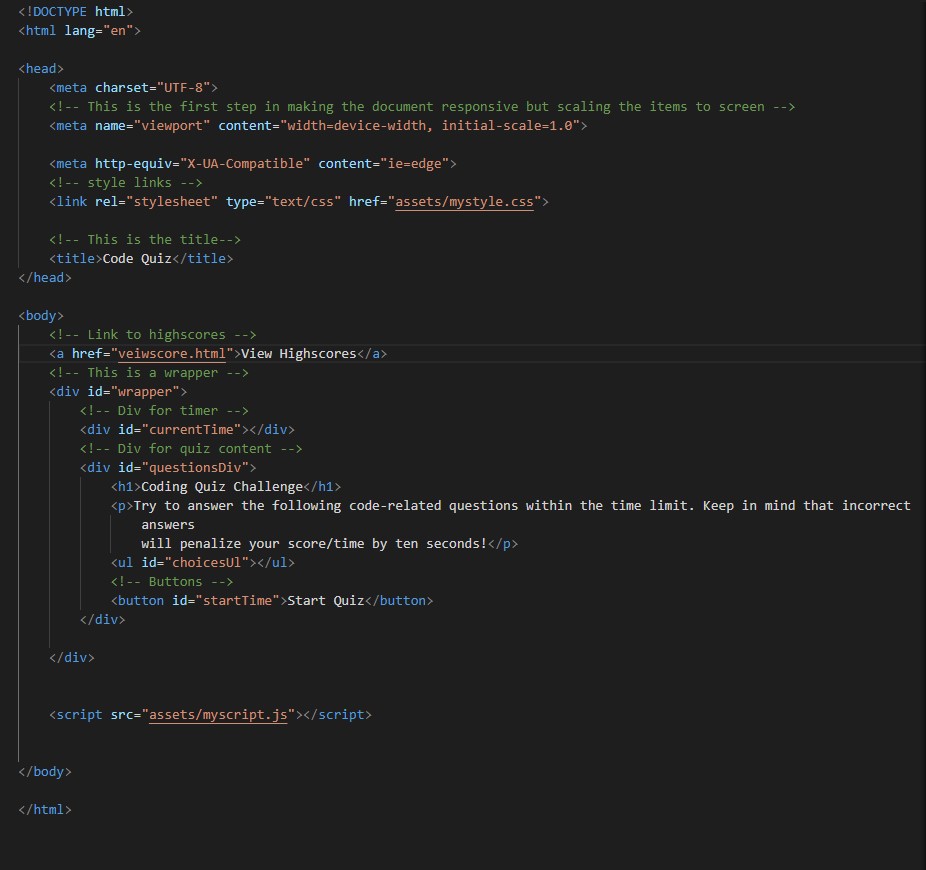 <!DOCTYPE html>
<html lang="en">
<head>
<meta charset="UTF-8">
<!-- This is the first step in making the document responsive but scaling the items to screen -->
<meta name="viewport" content="width=device-width, initial-scale=1.0">
<meta http-equiv="X-UA-Compatible" content="ie=edge">
<!-- style links -->
<link rel="stylesheet" type="text/css" href="assets/mystyle.css">
<!-- This is the title-->
<title>Code Quiz</title>
</head>
<body>
<!-- Link to highscores -->
<a href="veiwscore.html">View Highscores</a>
<!-- This is a wrapper -->
<div id="wrapper">
<!-- Div for timer -->
<div id="currentTime"></div>
<!-- Div for quiz content -->
<div id="questionsDiv">
<h1>Coding Quiz Challenge</h1>
<p>Try to answer the following code-related questions within the time limit. Keep in mind that incorrect
answers
will penalize your score/time by ten seconds!</p>
<ul id="choicesUl"></ul>
<!-- Buttons -->
<button id="startTime">Start Quiz</button>
</div>
</div>
<script src="assets/myscript.js"></script>
</body>
</html>